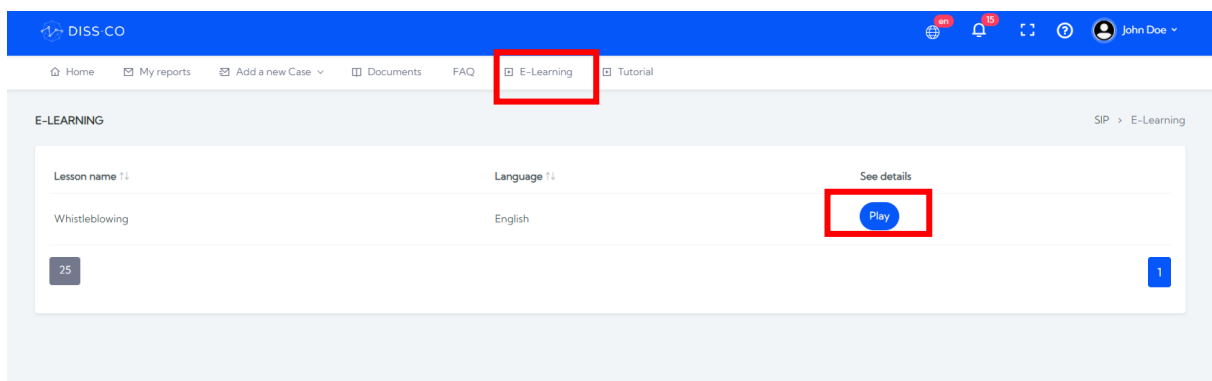 DISS·CO
en
15
John Doe
Home My reports Add a new Case Documents FAQ E-Learning Tutorial
E-LEARNING
SIP > E-Learning
Lesson name Language See details
Whistleblowing English Play
25
1